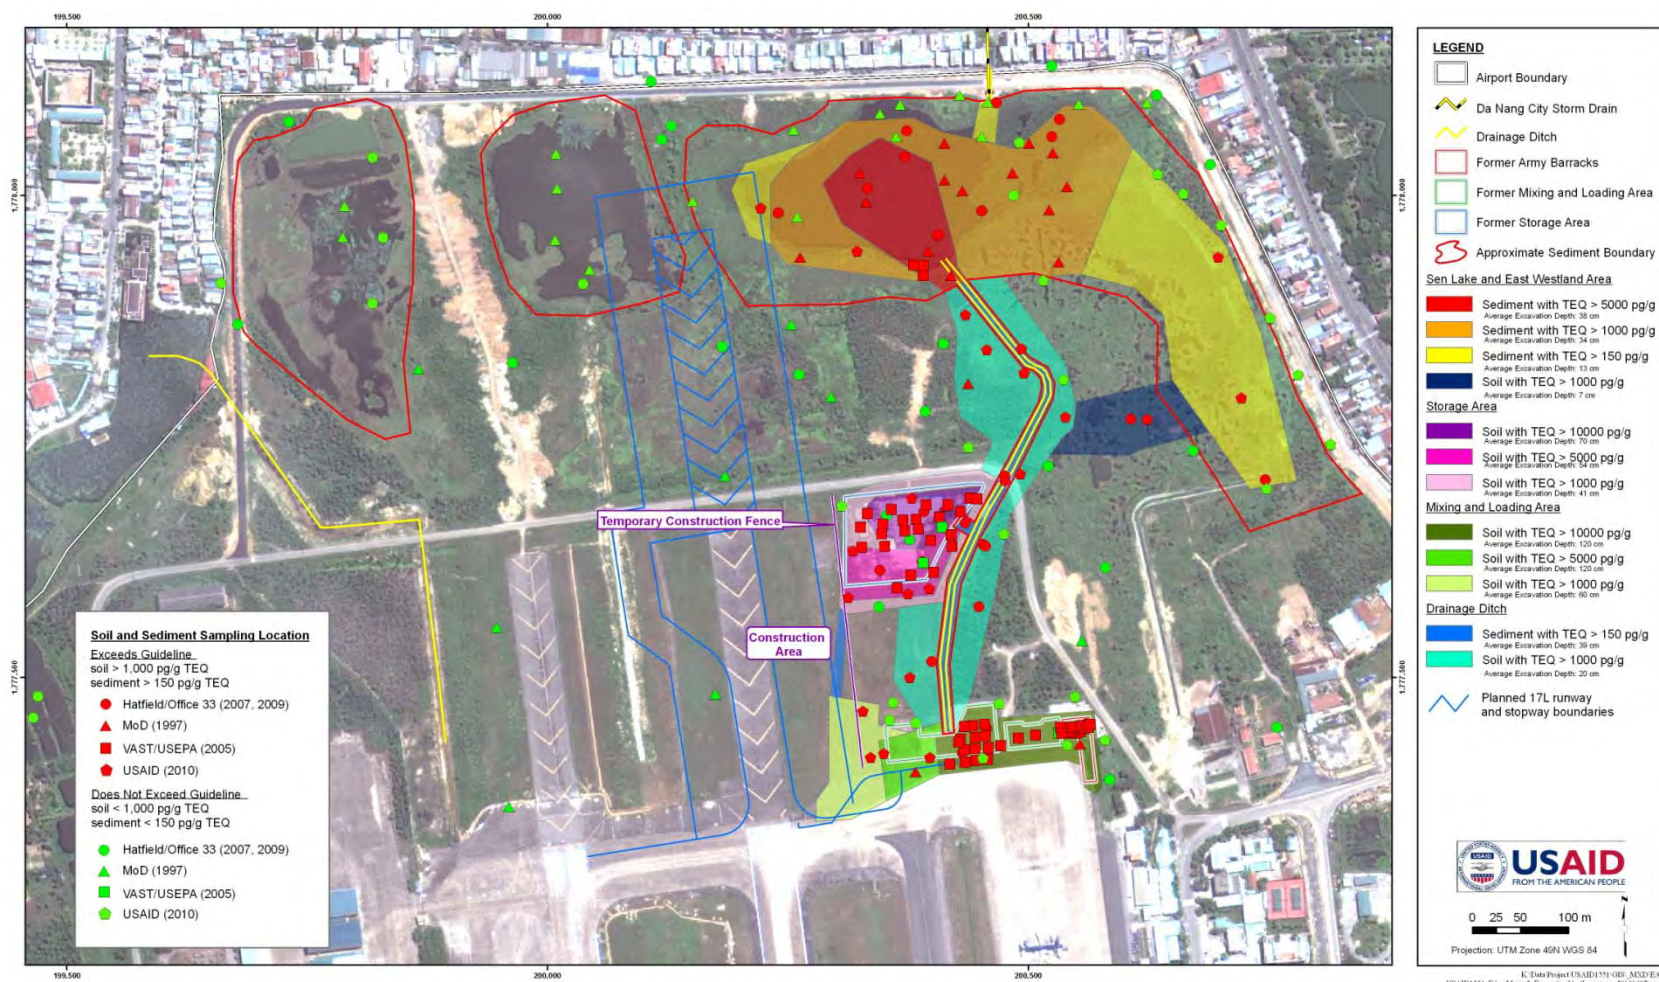 199,500
200,000
200,500
1,778,000
1,778,000
1,777,500
1,777,500
Temporary Construction Fence
Construction
Area
Soil and Sediment Sampling Location
Exceeds Guideline
soil > 1,000 pg/g TEQ
sediment > 150 pg/g TEQ
Hatfield/Office 33 (2007, 2009)
MoD (1997)
VAST/USEPA (2005)
USAID (2010)
Does Not Exceed Guideline
soil < 1,000 pg/g TEQ
sediment < 150 pg/g TEQ
Hatfield/Office 33 (2007, 2009)
MoD (1997)
VAST/USEPA (2005)
USAID (2010)
199,500
200,000
200,500
LEGEND
Airport Boundary
Da Nang City Storm Drain
Drainage Ditch
Former Army Barracks
Former Mixing and Loading Area
Former Storage Area
Approximate Sediment Boundary
Sen Lake and East Westland Area
Sediment with TEQ > 5000 pg/g
Average Excavation Depth: 38 cm
Sediment with TEQ > 1000 pg/g
Average Excavation Depth: 34 cm
Sediment with TEQ > 150 pg/g
Average Excavation Depth: 13 cm
Soil with TEQ > 1000 pg/g
Average Excavation Depth: 7 cm
Storage Area
Soil with TEQ > 10000 pg/g
Average Excavation Depth: 70 cm
Soil with TEQ > 5000 pg/g
Average Excavation Depth: 54 cm
Soil with TEQ > 1000 pg/g
Average Excavation Depth: 41 cm
Mixing and Loading Area
Soil with TEQ > 10000 pg/g
Average Excavation Depth: 120 cm
Soil with TEQ > 5000 pg/g
Average Excavation Depth: 120 cm
Soil with TEQ > 1000 pg/g
Average Excavation Depth: 60 cm
Drainage Ditch
Sediment with TEQ > 150 pg/g
Average Excavation Depth: 39 cm
Soil with TEQ > 1000 pg/g
Average Excavation Depth: 20 cm
Planned 17L runway
and stopway boundaries
USAID
FROM THE AMERICAN PEOPLE
0 25 50 100 m
Projection: UTM Zone 49N WGS 84